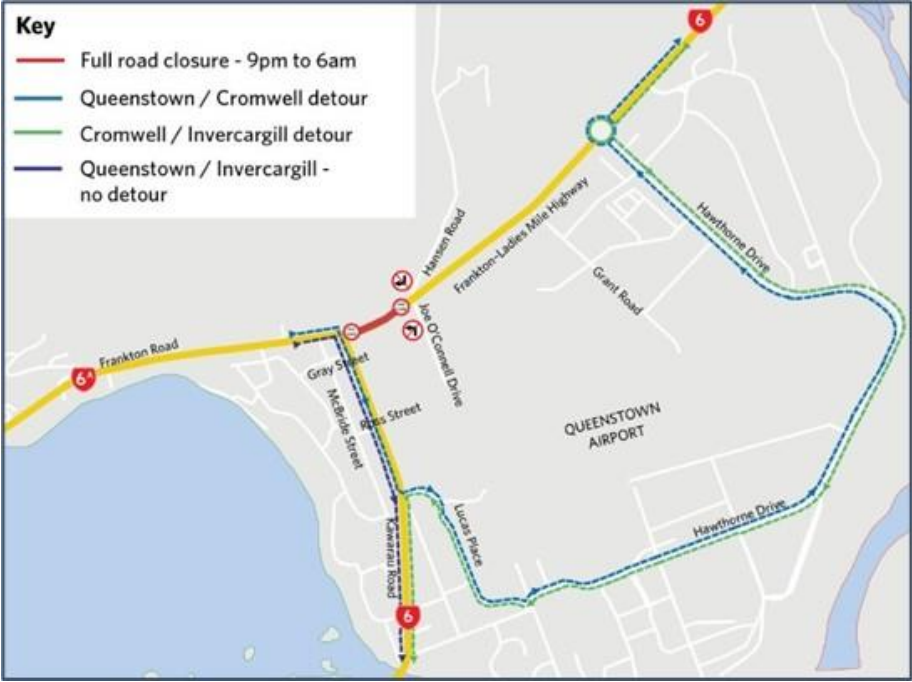 Key
Full road closure - 9pm to 6am
Queenstown / Cromwell detour
Cromwell / Invercargill detour
Queenstown / Invercargill -
no detour
6
Hansen Road
Frankton-Ladies Mile Highway
Hawthorne Drive
Grant Road
Joe O'Connell Drive
Frankton Road
6A
Gray Street
McBride Street
Ross Street
QUEENSTOWN
AIRPORT
Lucas Place
Hawthorne Drive
Kawarau Road
6